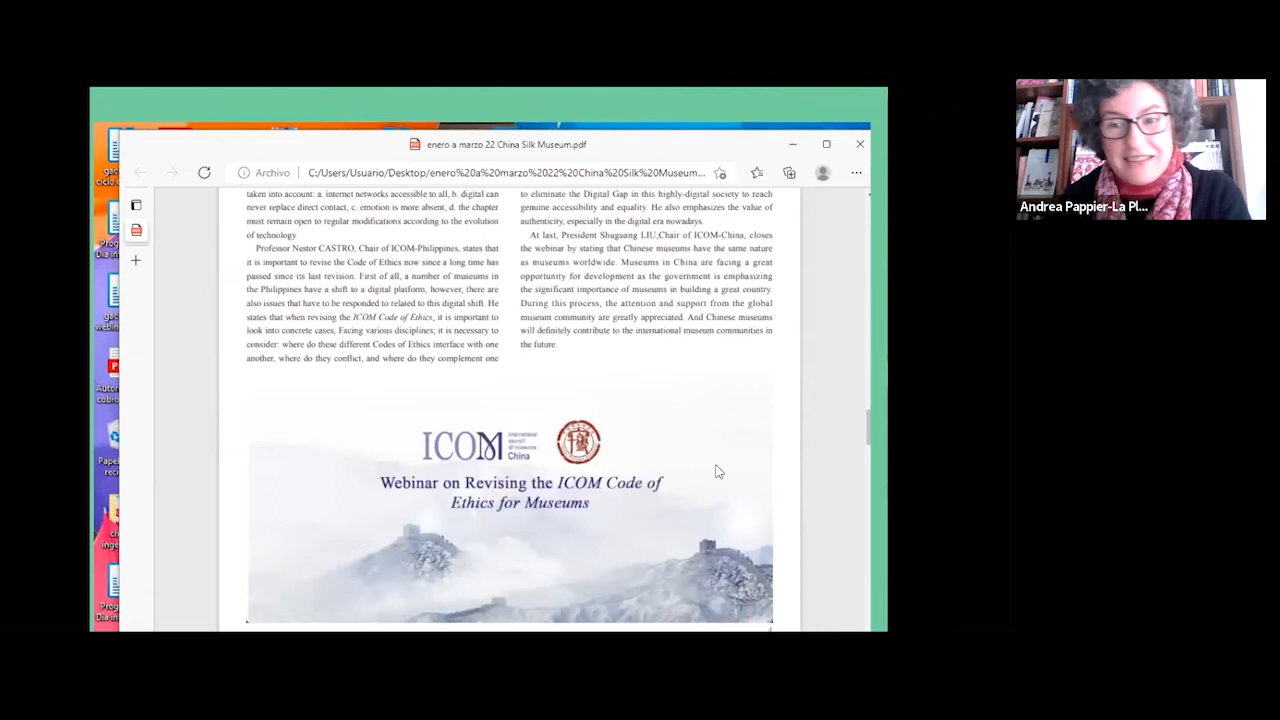 enero a marzo 22 China Silk Museum.pdf
Archivo
C:/Users/Usuario/Desktop/enero%20a%20marzo%2022%20China%20Silk%20Museum...
taken into account: a. internet networks accessible to all, b. digital can
never replace direct contact, c. emotion is more absent, d. the chapter
must remain open to regular modifications according to the evolution
of technology.
Professor Nestor CASTRO, Chair of ICOM-Philippines, states that
it is important to revise the Code of Ethics now since a long time has
passed since its last revision. First of all, a number of museums in
the Philippines have a shift to a digital platform, however, there are
also issues that have to be responded to related to this digital shift. He
states that when revising the ICOM Code of Ethics, it is important to
look into concrete cases, Facing various disciplines, it is necessary to
consider: where do these different Codes of Ethics interface with one
another, where do they conflict, and where do they complement one
to eliminate the Digital Gap in this highly-digital society to reach
genuine accessibility and equality. He also emphasizes the value of
authenticity, especially in the digital era nowadays.
At last, President Shuguang LIU,Chair of ICOM-China, closes
the webinar by stating that Chinese museums have the same nature
as museums worldwide. Museums in China are facing a great
opportunity for development as the government is emphasizing
the significant importance of museums in building a great country.
During this process, the attention and support from the global
museum community are greatly appreciated. And Chinese museums
will definitely contribute to the international museum communities in
the future.
ICOM
international
council
of museums
China
Webinar on Revising the ICOM Code of
Ethics for Museums
Andrea Pappier-La Pl...